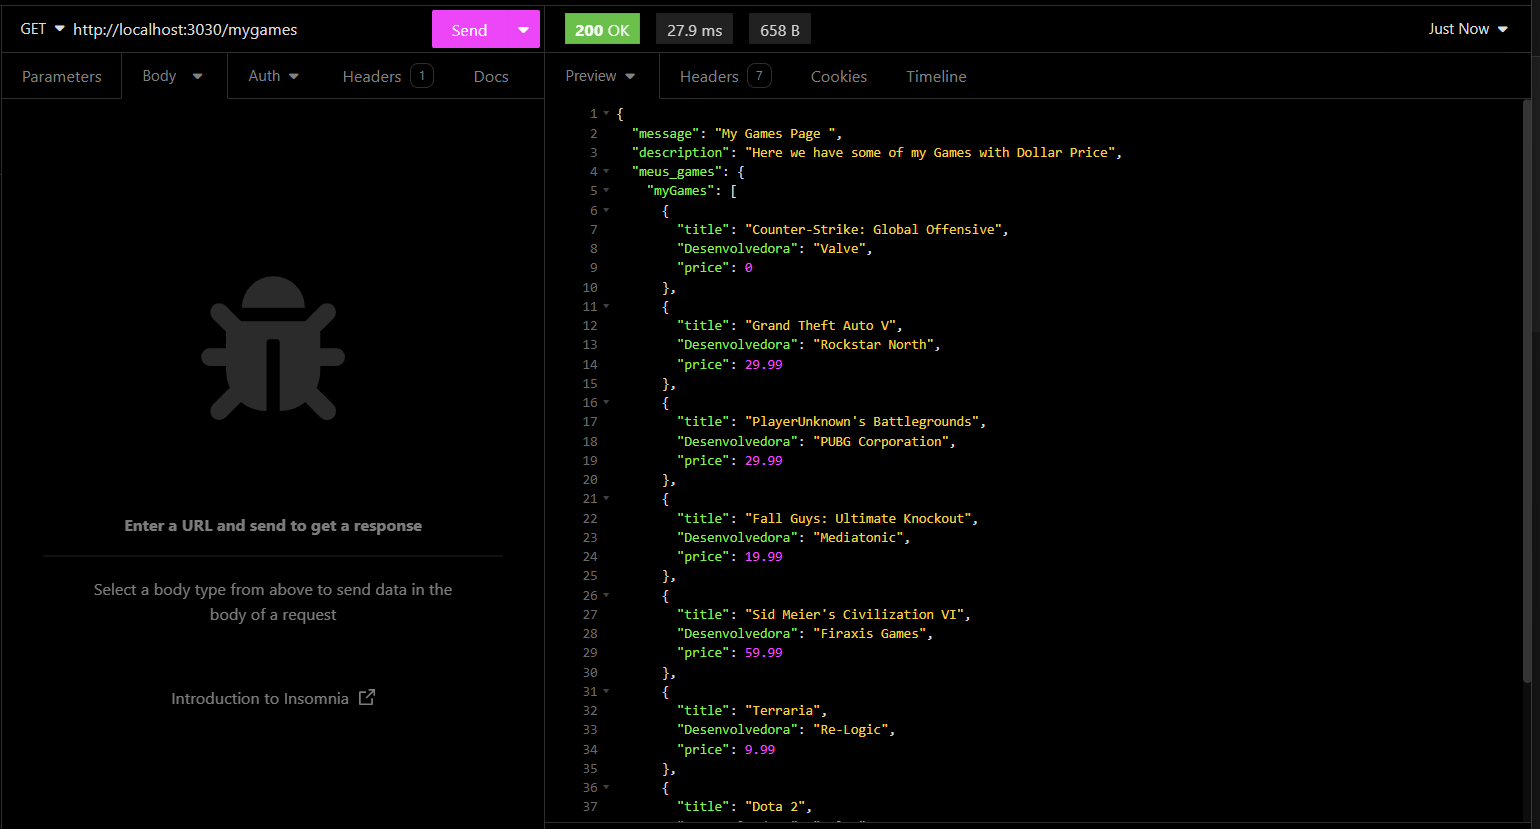 GET http://localhost:3030/mygames Send
200 OK 27.9 ms 658 B Just Now
Parameters Body Auth Headers 1 Docs
Preview Headers 7 Cookies Timeline
Enter a URL and send to get a response
Select a body type from above to send data in the
body of a request
Introduction to Insomnia
1 {
2 "message": "My Games Page ",
3 "description": "Here we have some of my Games with Dollar Price",
4 "meus_games": {
5 "myGames": [
6 {
7 "title": "Counter-Strike: Global Offensive",
8 "Desenvolvedora": "Valve",
9 "price": 0
10 },
11 {
12 "title": "Grand Theft Auto V",
13 "Desenvolvedora": "Rockstar North",
14 "price": 29.99
15 },
16 {
17 "title": "PlayerUnknown's Battlegrounds",
18 "Desenvolvedora": "PUBG Corporation",
19 "price": 29.99
20 },
21 {
22 "title": "Fall Guys: Ultimate Knockout",
23 "Desenvolvedora": "Mediatonic",
24 "price": 19.99
25 },
26 {
27 "title": "Sid Meier's Civilization VI",
28 "Desenvolvedora": "Firaxis Games",
29 "price": 59.99
30 },
31 {
32 "title": "Terraria",
33 "Desenvolvedora": "Re-Logic",
34 "price": 9.99
35 },
36 {
37 "title": "Dota 2",